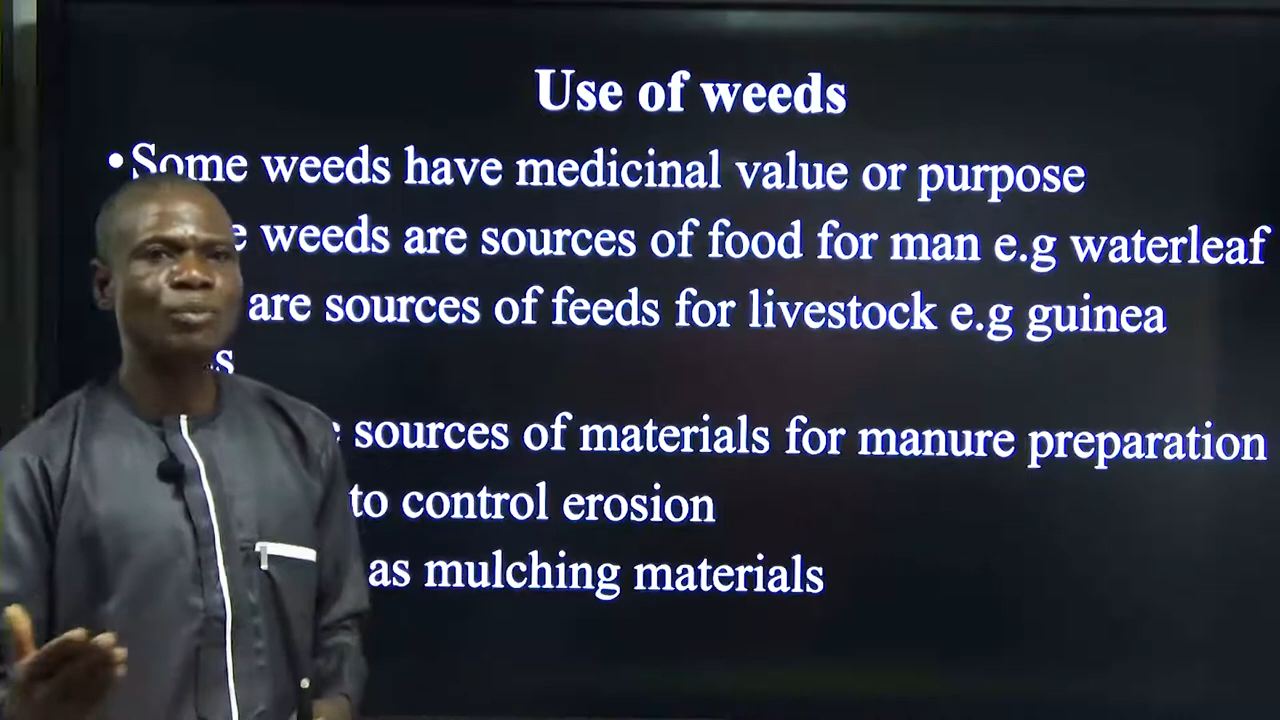 Use of weeds
•Some weeds have medicinal value or purpose
weeds are sources of food for man e.g waterleaf
are sources of feeds for livestock e.g guinea
sources of materials for manure preparation
to control erosion
as mulching materials